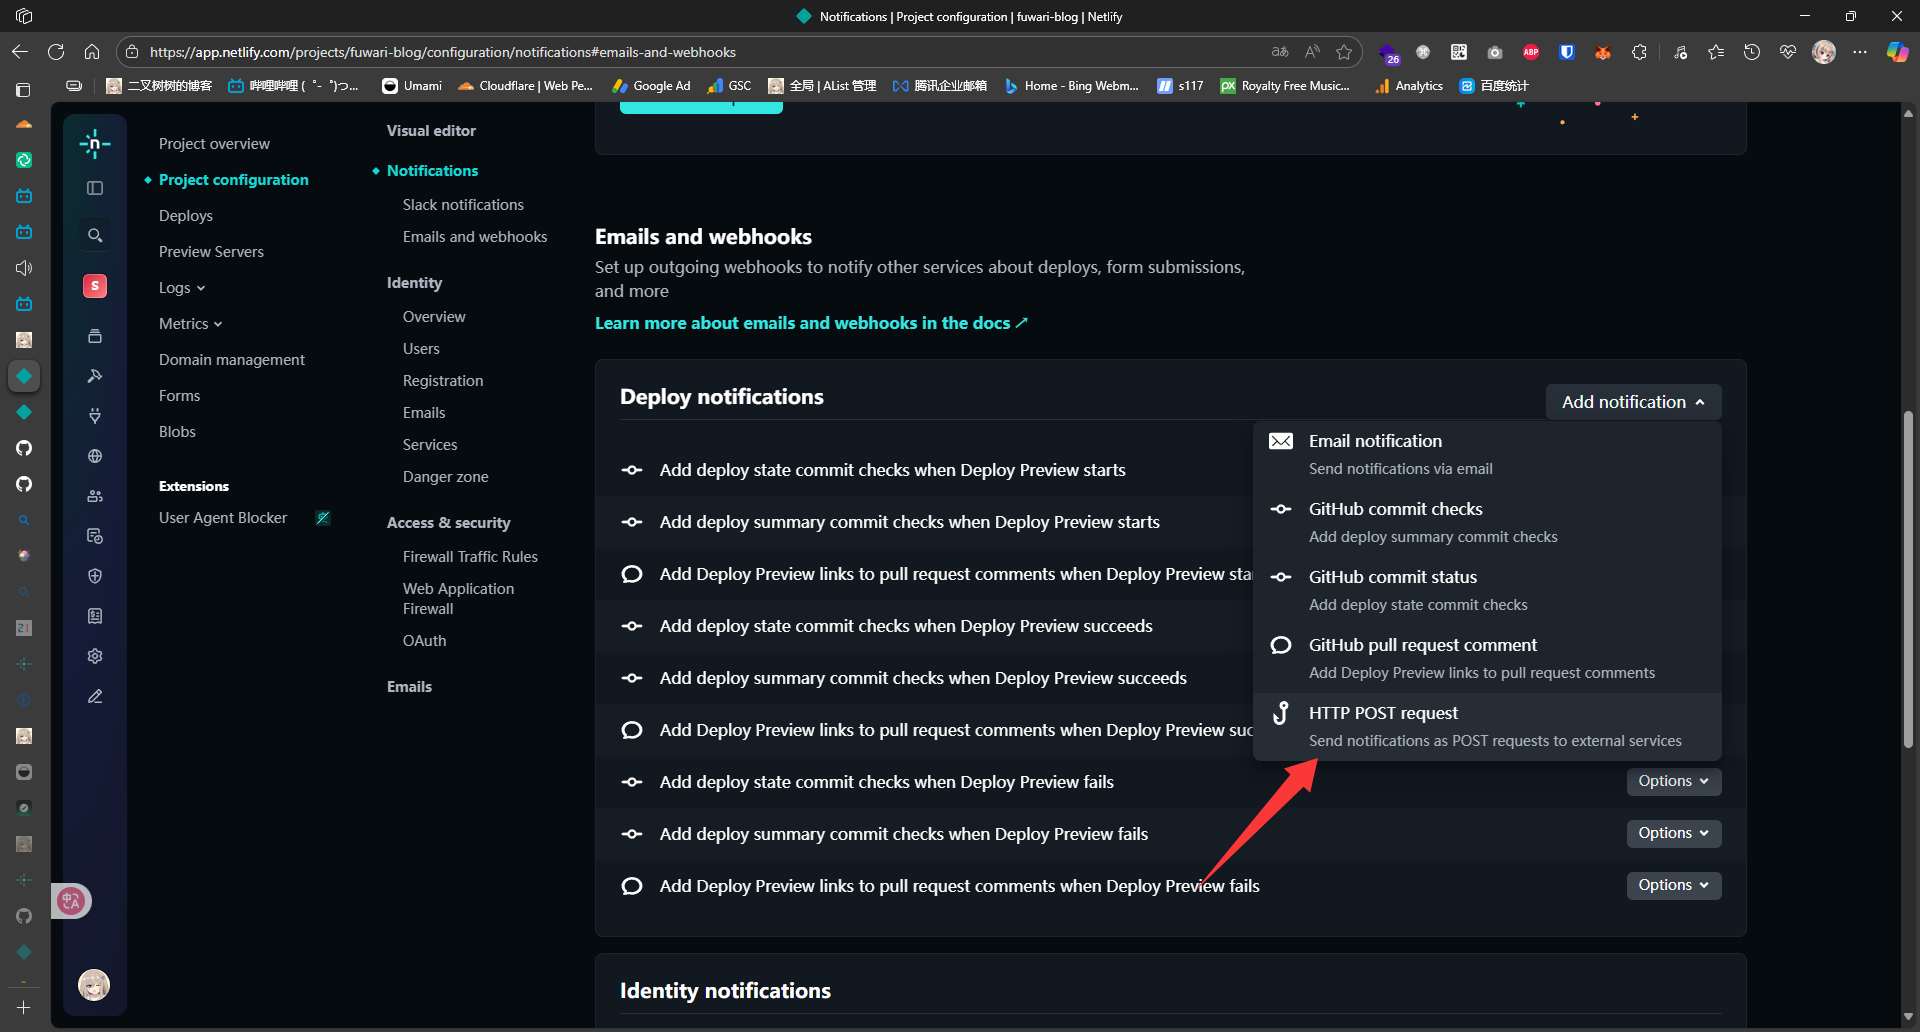 Notifications | Project configuration | fuwari-blog | Netlify
https://app.netlify.com/projects/fuwari-blog/configuration/notifications#emails-and-webhooks
26
ABP
二叉树树的博客
哔哩哔哩 (゜-゜)つ...
Umami
Cloudflare | Web Pe...
Google Ad
GSC
全局 | AList 管理
腾讯企业邮箱
Home - Bing Webm...
s117
Royalty Free Music...
Analytics
百度统计
S
Project overview
Project configuration
Deploys
Preview Servers
Logs
Metrics
Domain management
Forms
Blobs
Extensions
User Agent Blocker
Visual editor
Notifications
Slack notifications
Emails and webhooks
Identity
Overview
Users
Registration
Emails
Services
Danger zone
Access & security
Firewall Traffic Rules
Web Application
Firewall
OAuth
Emails
Emails and webhooks
Set up outgoing webhooks to notify other services about deploys, form submissions,
and more
Learn more about emails and webhooks in the docs
Deploy notifications
Add notification
Add deploy state commit checks when Deploy Preview starts
Add deploy summary commit checks when Deploy Preview starts
Add Deploy Preview links to pull request comments when Deploy Preview sta
Add deploy state commit checks when Deploy Preview succeeds
Add deploy summary commit checks when Deploy Preview succeeds
Add Deploy Preview links to pull request comments when Deploy Preview suc
Add deploy state commit checks when Deploy Preview fails
Options
Add deploy summary commit checks when Deploy Preview fails
Options
Add Deploy Preview links to pull request comments when Deploy Preview fails
Options
Email notification
Send notifications via email
GitHub commit checks
Add deploy summary commit checks
GitHub commit status
Add deploy state commit checks
GitHub pull request comment
Add Deploy Preview links to pull request comments
HTTP POST request
Send notifications as POST requests to external services
Identity notifications